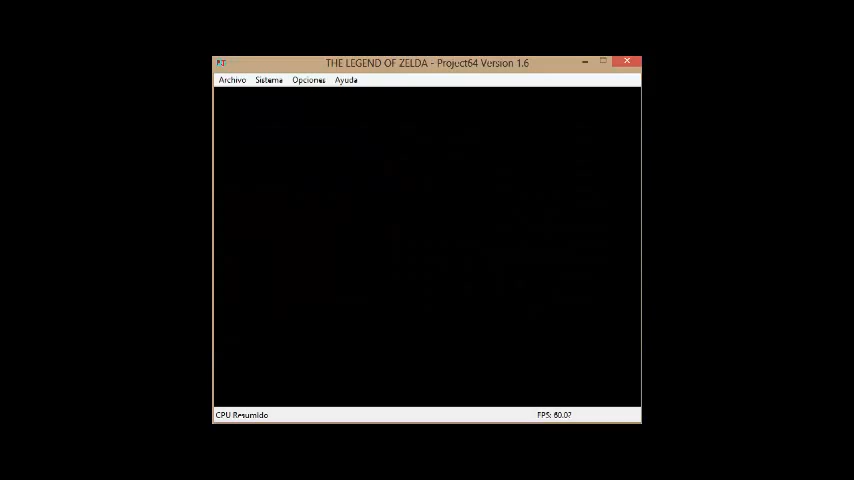 THE LEGEND OF ZELDA - Project64 Version 1.6
Archivo Sistema Opciones Ayuda
CPU Resumido FPS: 60.07